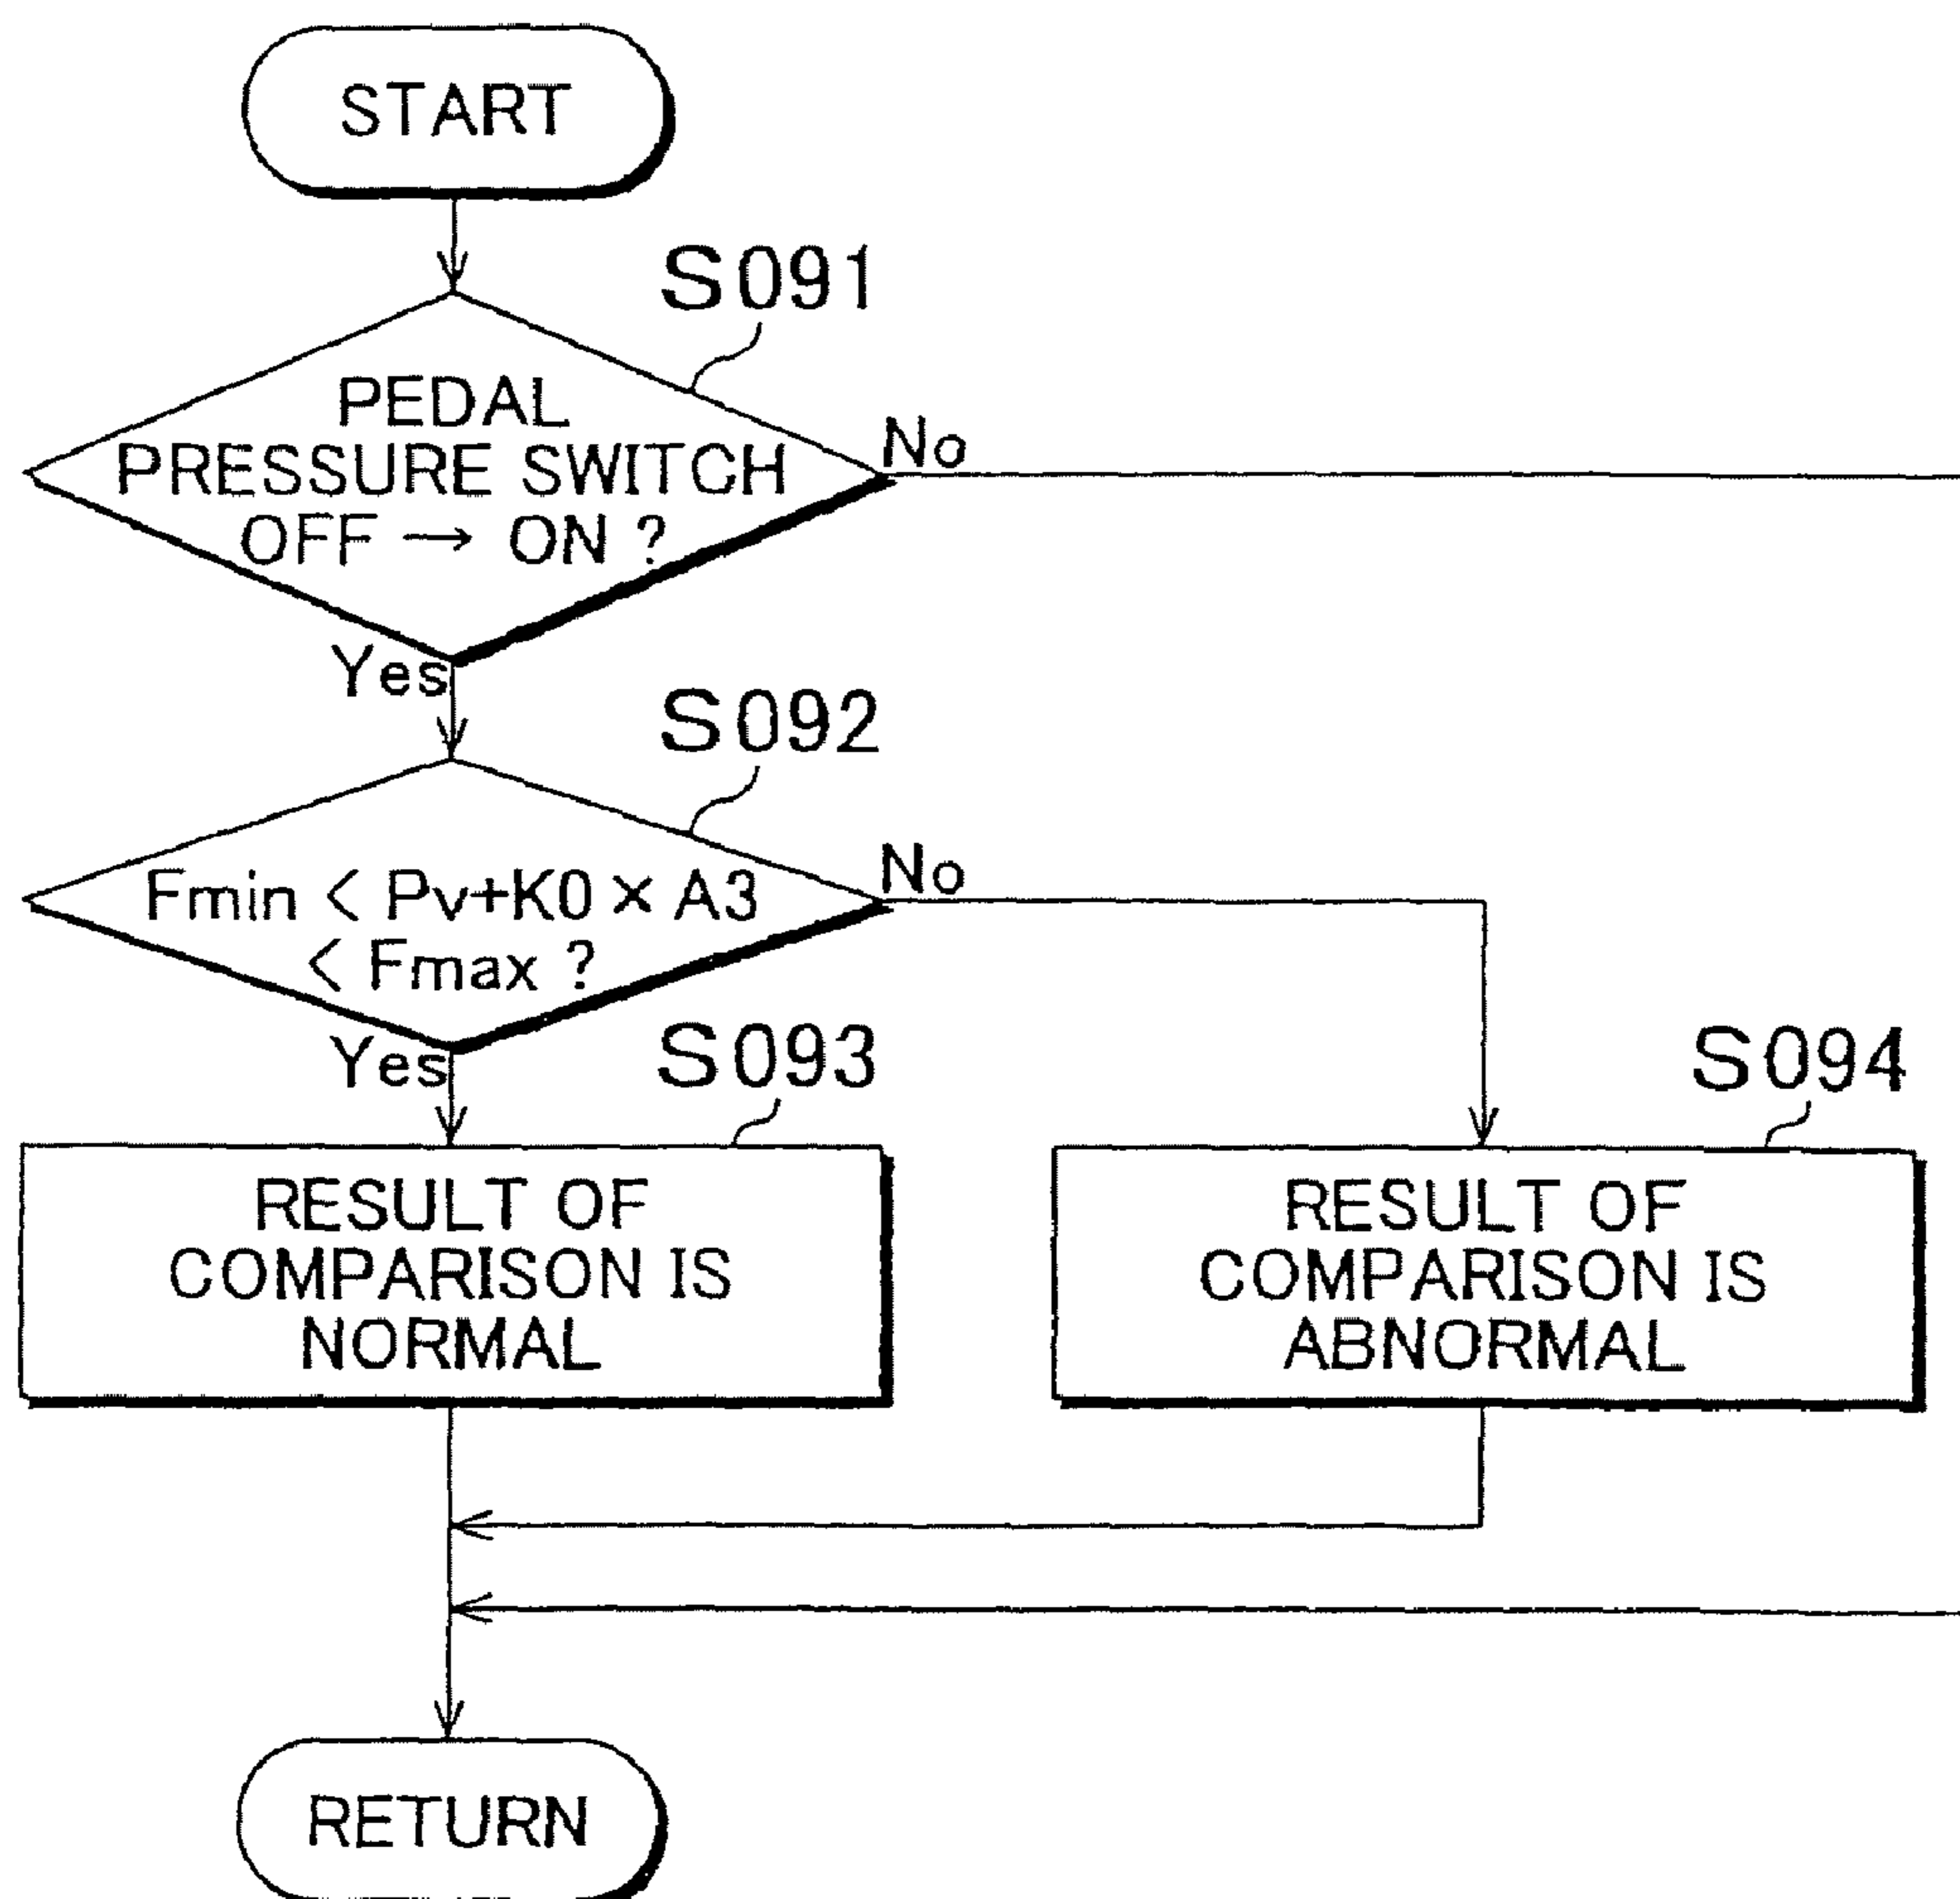 START
S091
PEDAL
PRESSURE SWITCH
OFF → ON ?
No
Yes
S092
Fmin < Pv+K0 × A3
< Fmax ?
No
Yes
S093
S094
RESULT OF
COMPARISON IS
NORMAL
RESULT OF
COMPARISON IS
ABNORMAL
RETURN